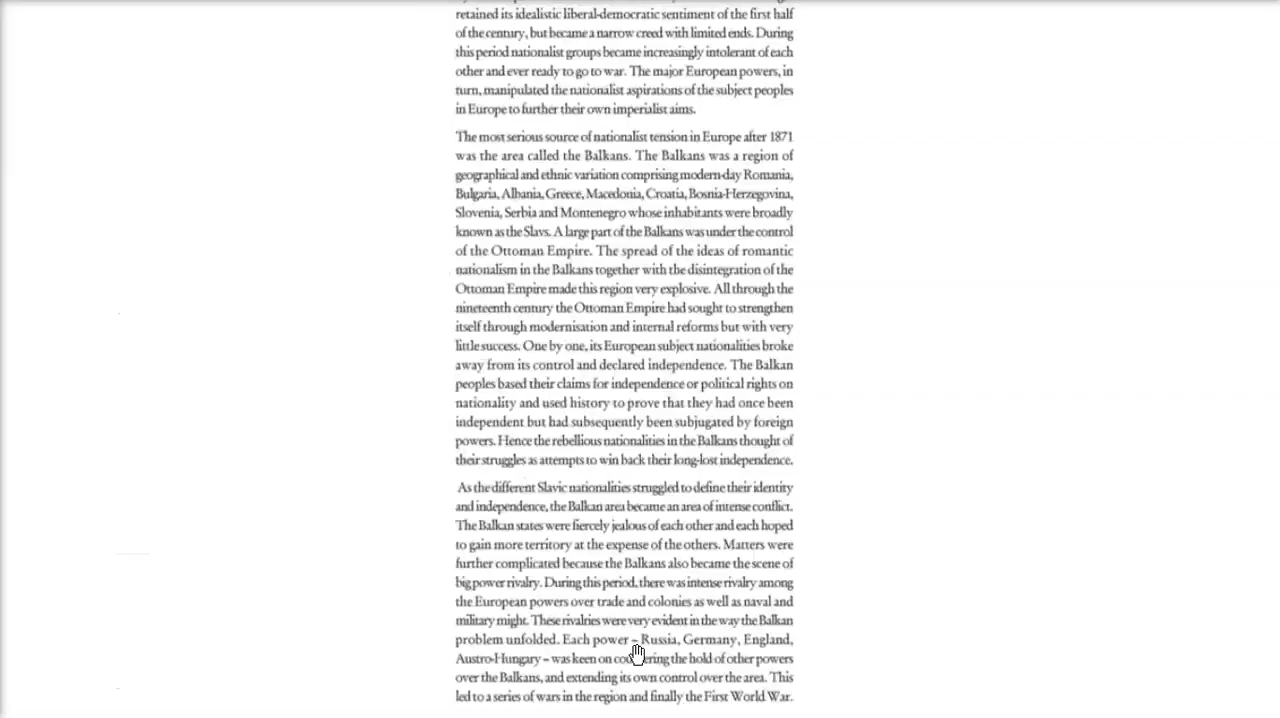 retained its idealistic liberal-democratic sentiment of the first half
of the century, but became a narrow creed with limited ends. During
this period nationalist groups became increasingly intolerant of each
other and ever ready to go to war. The major European powers, in
turn, manipulated the nationalist aspirations of the subject peoples
in Europe to further their own imperialist aims.
The most serious source of nationalist tension in Europe after 1871
was the area called the Balkans. The Balkans was a region of
geographical and ethnic variation comprising modern-day Romania,
Bulgaria, Albania, Greece, Macedonia, Croatia, Bosnia-Herzegovina,
Slovenia, Serbia and Montenegro whose inhabitants were broadly
known as the Slavs. A large part of the Balkans was under the control
of the Ottoman Empire. The spread of the ideas of romantic
nationalism in the Balkans together with the disintegration of the
Ottoman Empire made this region very explosive. All through the
nineteenth century the Ottoman Empire had sought to strengthen
itself through modernisation and internal reforms but with very
little success. One by one, its European subject nationalities broke
away from its control and declared independence. The Balkan
peoples based their claims for independence or political rights on
nationality and used history to prove that they had once been
independent but had subsequently been subjugated by foreign
powers. Hence the rebellious nationalities in the Balkans thought of
their struggles as attempts to win back their long-lost independence.
As the different Slavic nationalities struggled to define their identity
and independence, the Balkan area became an area of intense conflict.
The Balkan states were fiercely jealous of each other and each hoped
to gain more territory at the expense of the others. Matters were
further complicated because the Balkans also became the scene of
big power rivalry. During this period, there was intense rivalry among
the European powers over trade and colonies as well as naval and
military might. These rivalries were very evident in the way the Balkan
problem unfolded. Each power – Russia, Germany, England,
Austro-Hungary – was keen on countering the hold of other powers
over the Balkans, and extending its own control over the area. This
led to a series of wars in the region and finally the First World War.